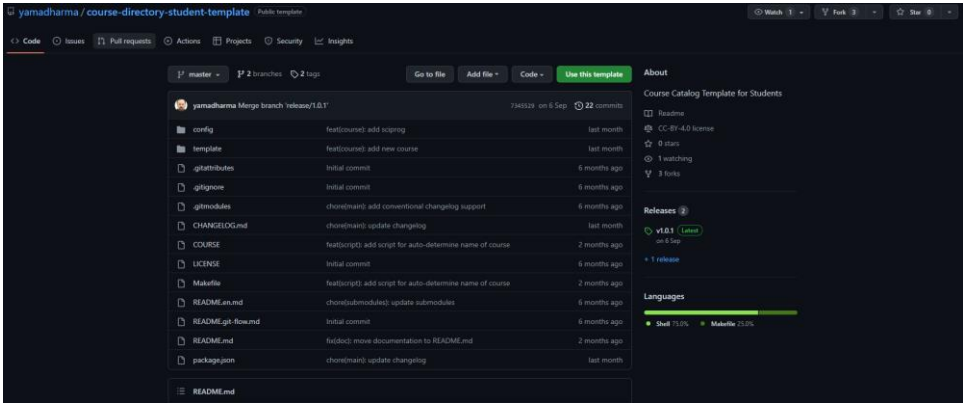 yamadharma / course-directory-student-template Public template
Watch 1 Fork 3 Star 0
Code Issues Pull requests Actions Projects Security Insights
master 2 branches 2 tags Go to file Add file Code Use this template
yamadharma Merge branch 'release/1.0.1' 7345529 on 6 Sep 22 commits
config feat(course): add sciprog last month
template feat(course): add new course last month
.gitattributes Initial commit 6 months ago
.gitignore Initial commit 6 months ago
.gitmodules chore(main): add conventional changelog support 6 months ago
CHANGELOG.md chore(main): update changelog last month
COURSE feat(script): add script for auto-determine name of course 2 months ago
LICENSE Initial commit 6 months ago
Makefile feat(script): add script for auto-determine name of course 2 months ago
README.en.md chore(submodules): update submodules 6 months ago
README.git-flow.md Initial commit 6 months ago
README.md fix(doc): move documentation to README.md 2 months ago
package.json chore(main): update changelog last month
README.md
About
Course Catalog Template for Students
Readme
CC-BY-4.0 license
0 stars
1 watching
3 forks
Releases 2
v1.0.1 Latest
on 6 Sep
+ 1 release
Languages
Shell 75.0% Makefile 25.0%